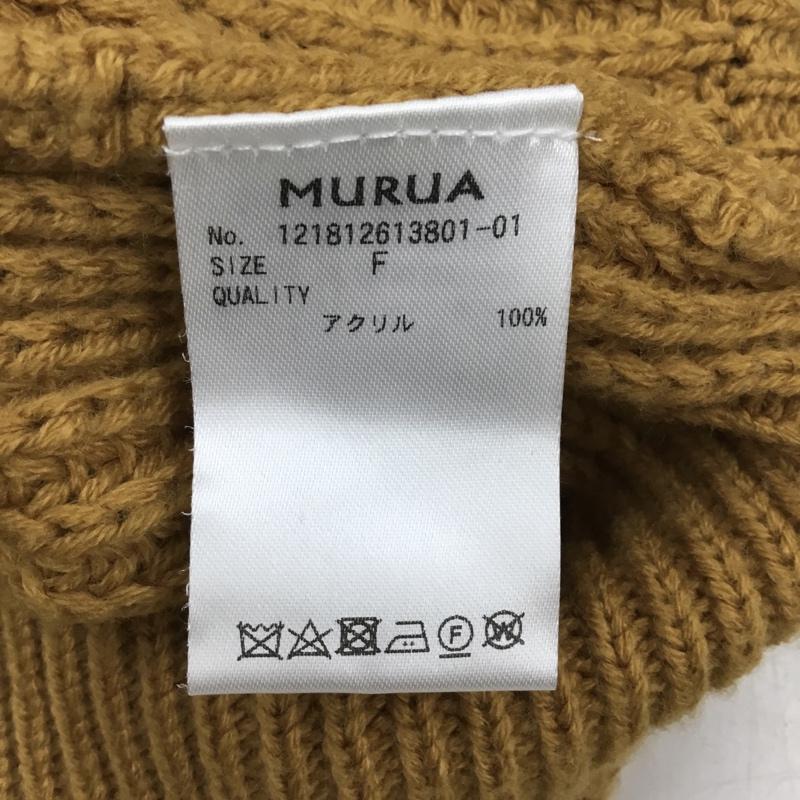 MURUA
No. 121812613801-01
SIZE F
QUALITY
アクリル 100%
F W